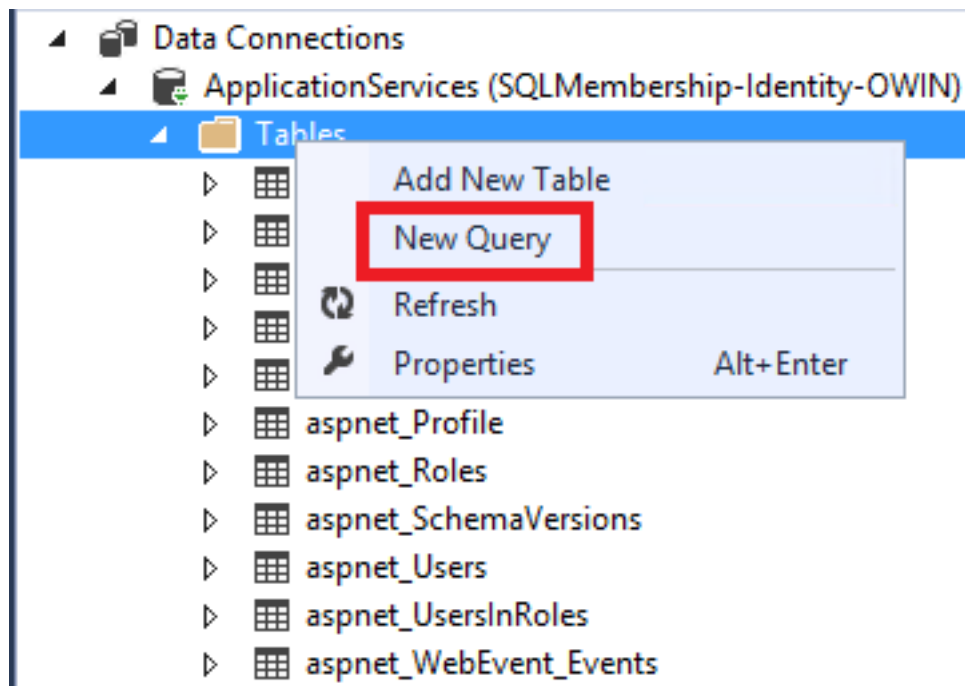 Data Connections
ApplicationServices (SQLMembership-Identity-OWIN)
Tables
Add New Table
New Query
Refresh
Properties Alt+Enter
aspnet_Profile
aspnet_Roles
aspnet_SchemaVersions
aspnet_Users
aspnet_UsersInRoles
aspnet_WebEvent_Events